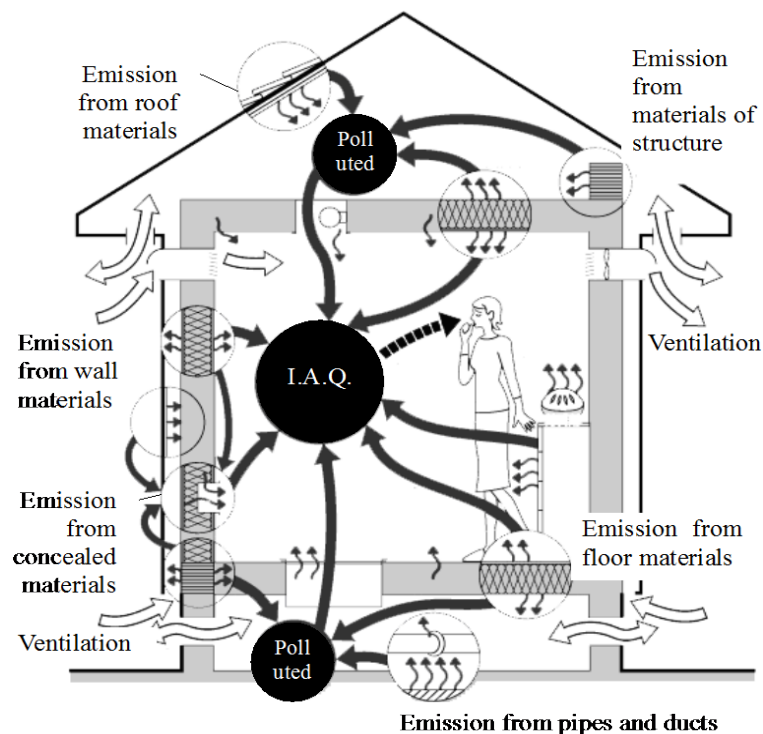 Emission
from roof
materials
Emission
from
materials of
structure
Poll
uted
Emission
from wall
materials
I.A.Q.
Ventilation
Emission
from
concealed
materials
Emission from
floor materials
Ventilation
Poll
uted
Emission from pipes and ducts